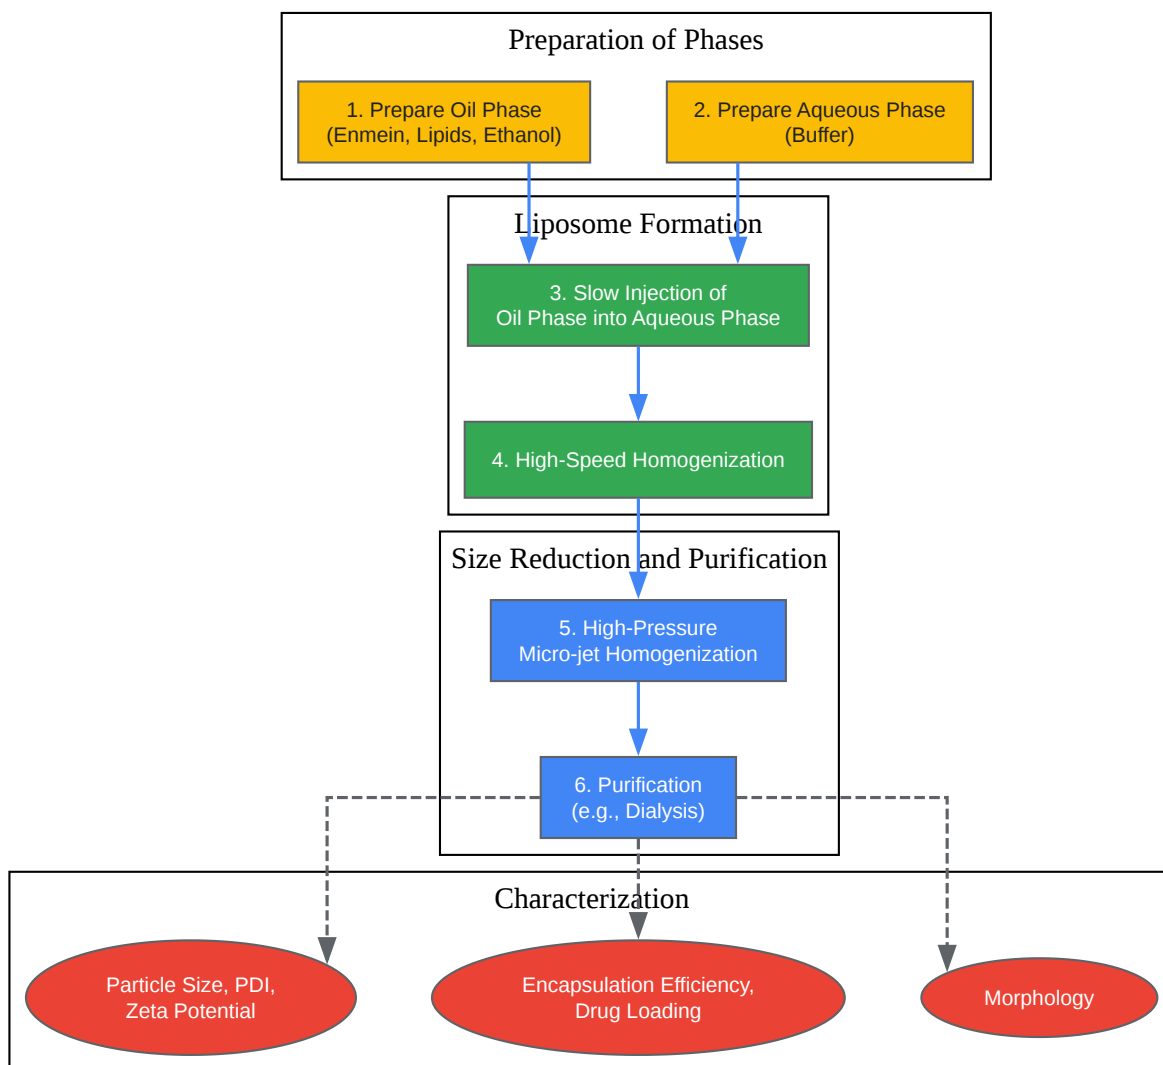 Preparation of Phases
1. Prepare Oil Phase
(Enmein, Lipids, Ethanol)
2. Prepare Aqueous Phase
(Buffer)
Liposome Formation
3. Slow Injection of
Oil Phase into Aqueous Phase
4. High-Speed Homogenization
Size Reduction and Purification
5. High-Pressure
Micro-jet Homogenization
6. Purification
(e.g., Dialysis)
Characterization
Particle Size, PDI,
Zeta Potential
Encapsulation Efficiency,
Drug Loading
Morphology